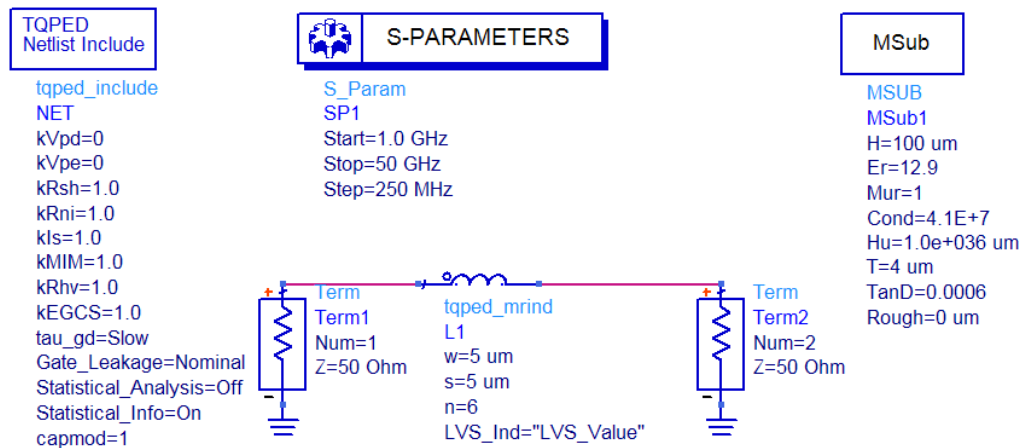 TQPED
Netlist Include
tqped_include
NET
kVpd=0
kVpe=0
kRsh=1.0
kRni=1.0
kIs=1.0
kMIM=1.0
kRhv=1.0
kEGCS=1.0
tau_gd=Slow
Gate_Leakage=Nominal
Statistical_Analysis=Off
Statistical_Info=On
capmod=1
S-PARAMETERS
S_Param
SP1
Start=1.0 GHz
Stop=50 GHz
Step=250 MHz
MSub
MSUB
MSub1
H=100 um
Er=12.9
Mur=1
Cond=4.1E+7
Hu=1.0e+036 um
T=4 um
TanD=0.0006
Rough=0 um
+
Term
Term1
Num=1
Z=50 Ohm
-
tqped_mrind
L1
w=5 um
s=5 um
n=6
LVS_Ind="LVS_Value"
+
Term
Term2
Num=2
Z=50 Ohm
-